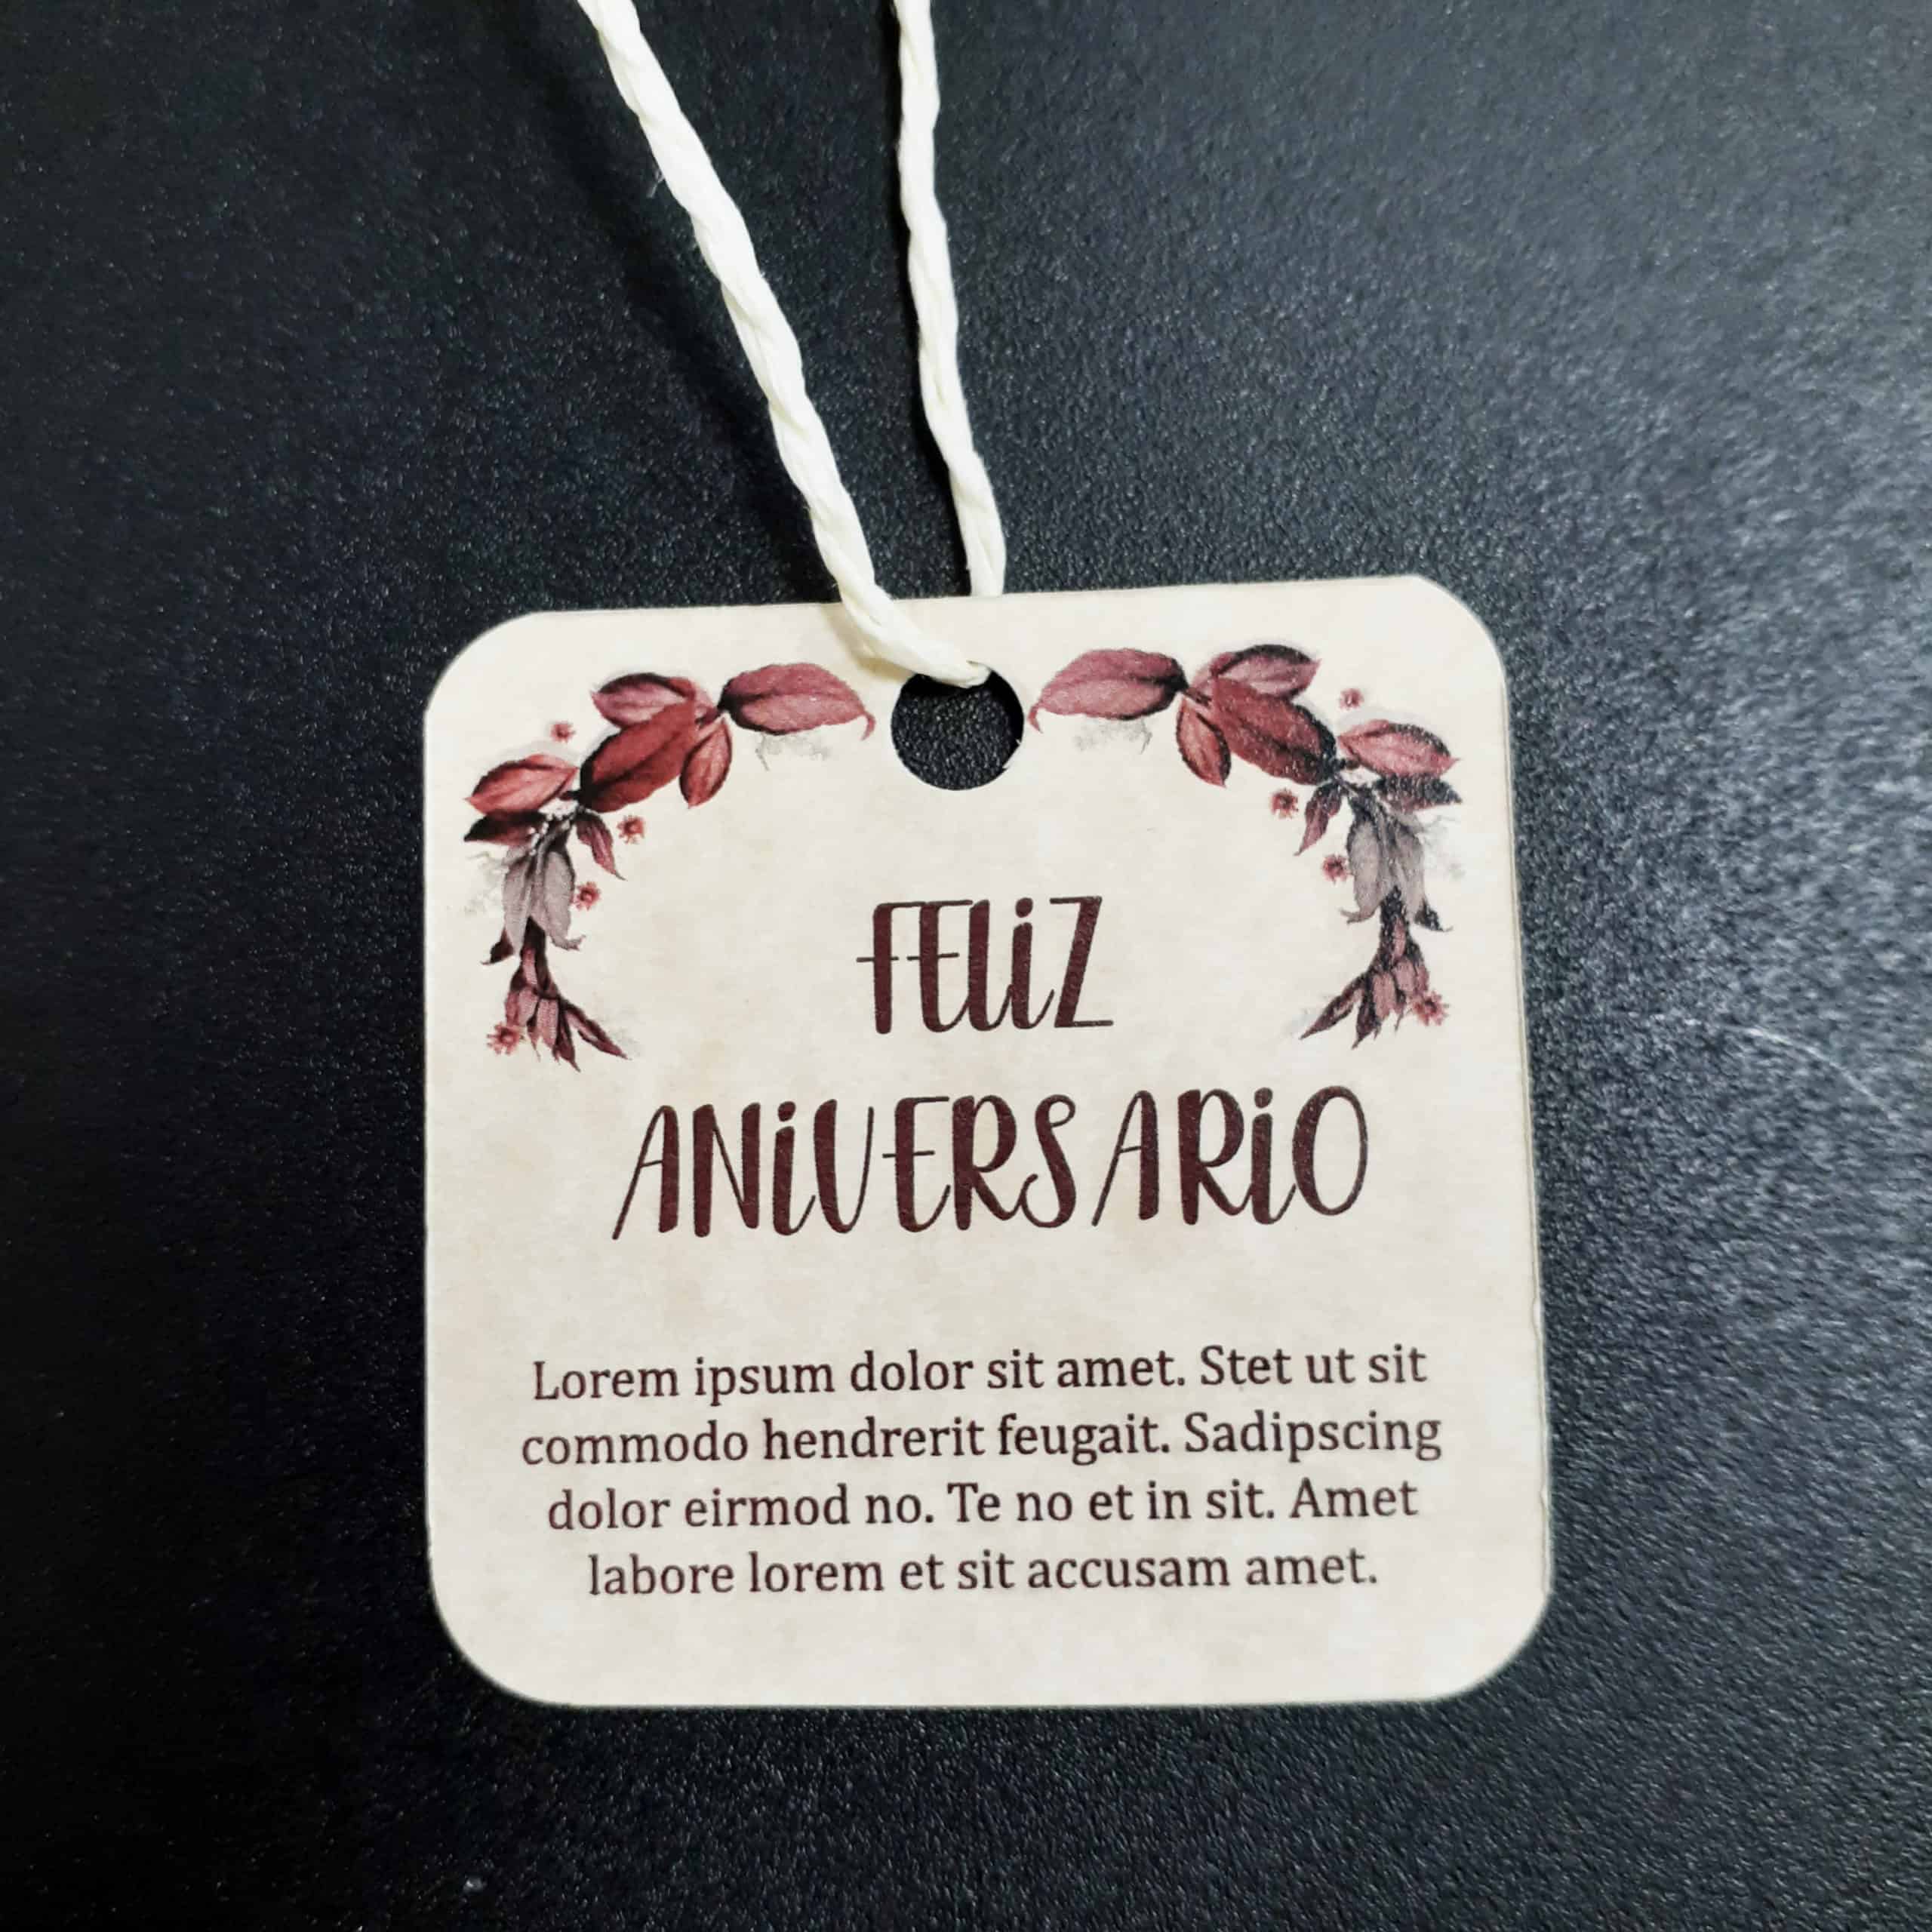 FELiZ
ANiVERSARiO
Lorem ipsum dolor sit amet. Stet ut sit
commodo hendrerit feugait. Sadipscing
dolor eirmod no. Te no et in sit. Amet
labore lorem et sit accusam amet.